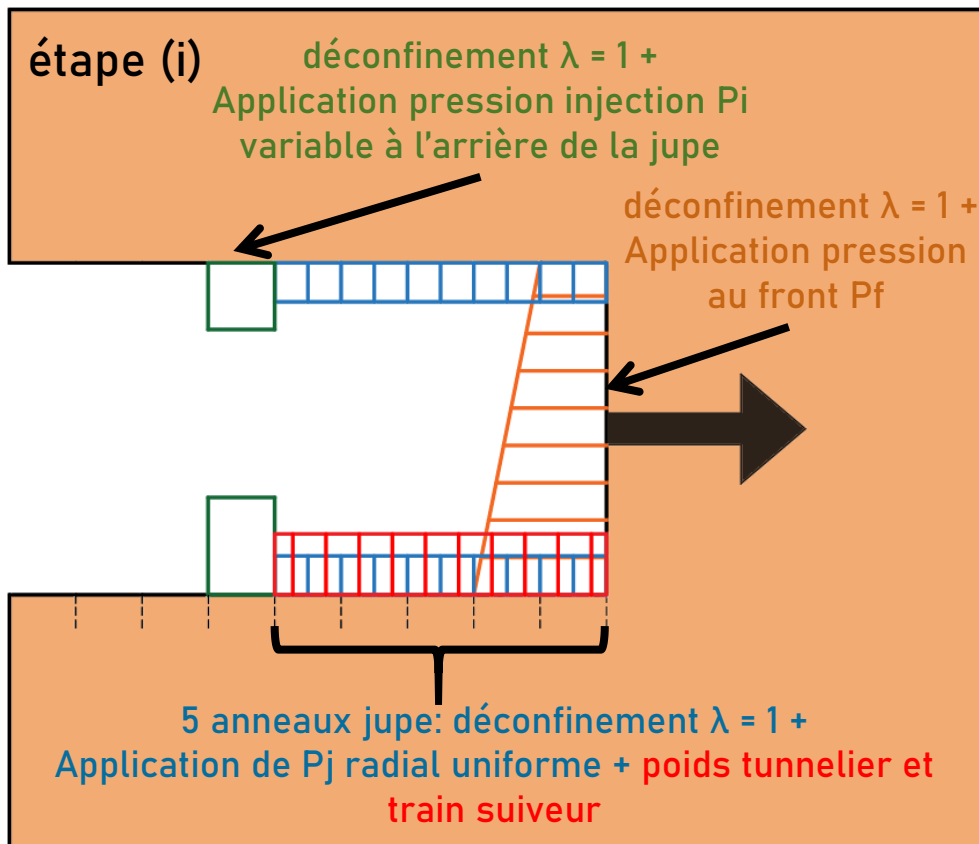 étape (i)
déconfinement λ = 1 +
Application pression injection Pi
variable à l'arrière de la jupe
déconfinement λ = 1 +
Application pression
au front Pf
5 anneaux jupe: déconfinement λ = 1 +
Application de Pj radial uniforme + poids tunnelier et
train suiveur